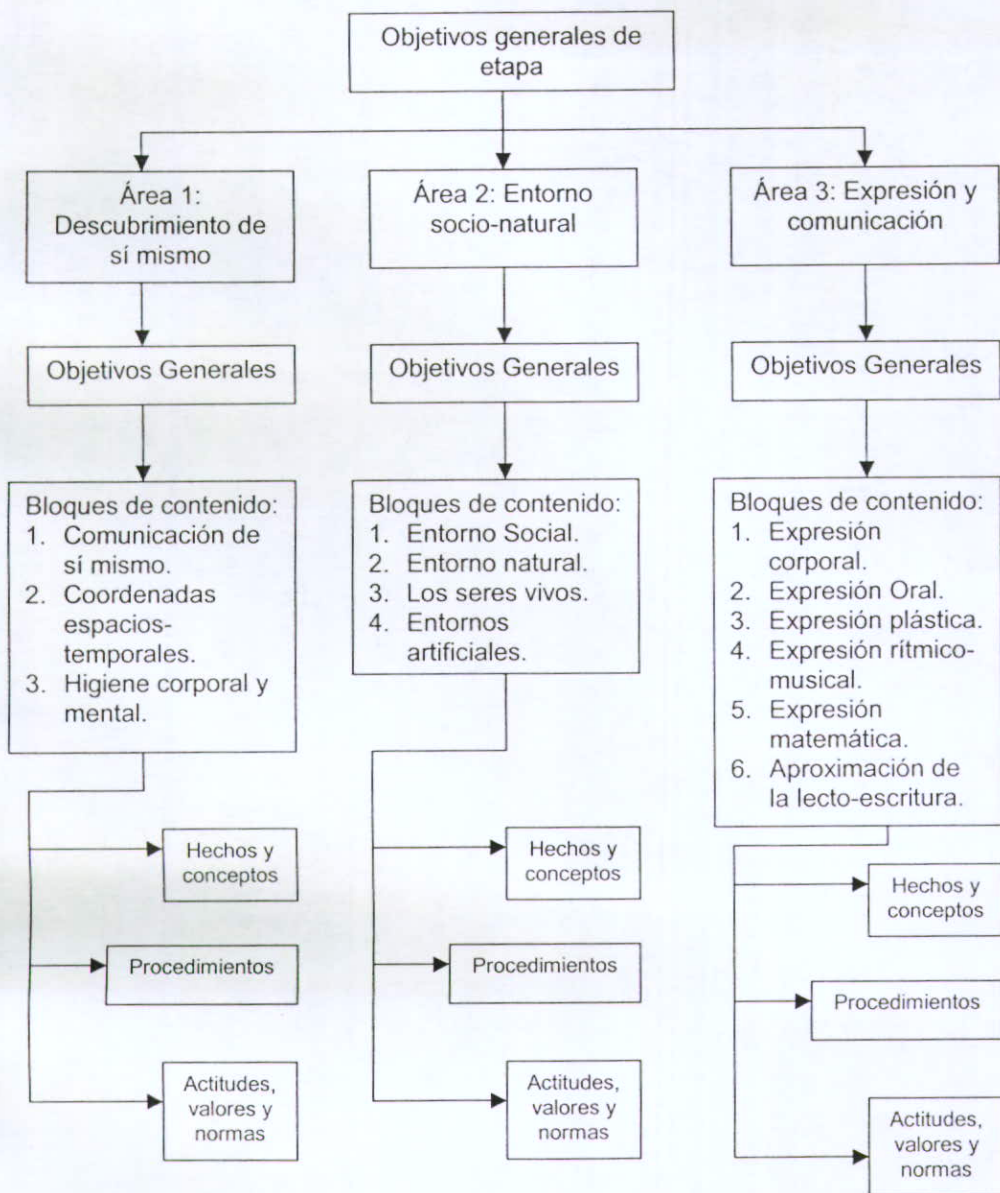 Objetivos generales de
etapa
Área 1:
Descubrimiento de
sí mismo
Área 2: Entorno
socio-natural
Área 3: Expresión y
comunicación
Objetivos Generales
Objetivos Generales
Objetivos Generales
Bloques de contenido:
1. Comunicación de
sí mismo.
2. Coordenadas
espacios-
temporales.
3. Higiene corporal y
mental.
Bloques de contenido:
1. Entorno Social.
2. Entorno natural.
3. Los seres vivos.
4. Entornos
artificiales.
Bloques de contenido:
1. Expresión
corporal.
2. Expresión Oral.
3. Expresión plástica.
4. Expresión rítmico-
musical.
5. Expresión
matemática.
6. Aproximación de
la lecto-escritura.
Hechos y
conceptos
Procedimientos
Actitudes,
valores y
normas
Hechos y
conceptos
Procedimientos
Actitudes,
valores y
normas
Hechos y
conceptos
Procedimientos
Actitudes,
valores y
normas